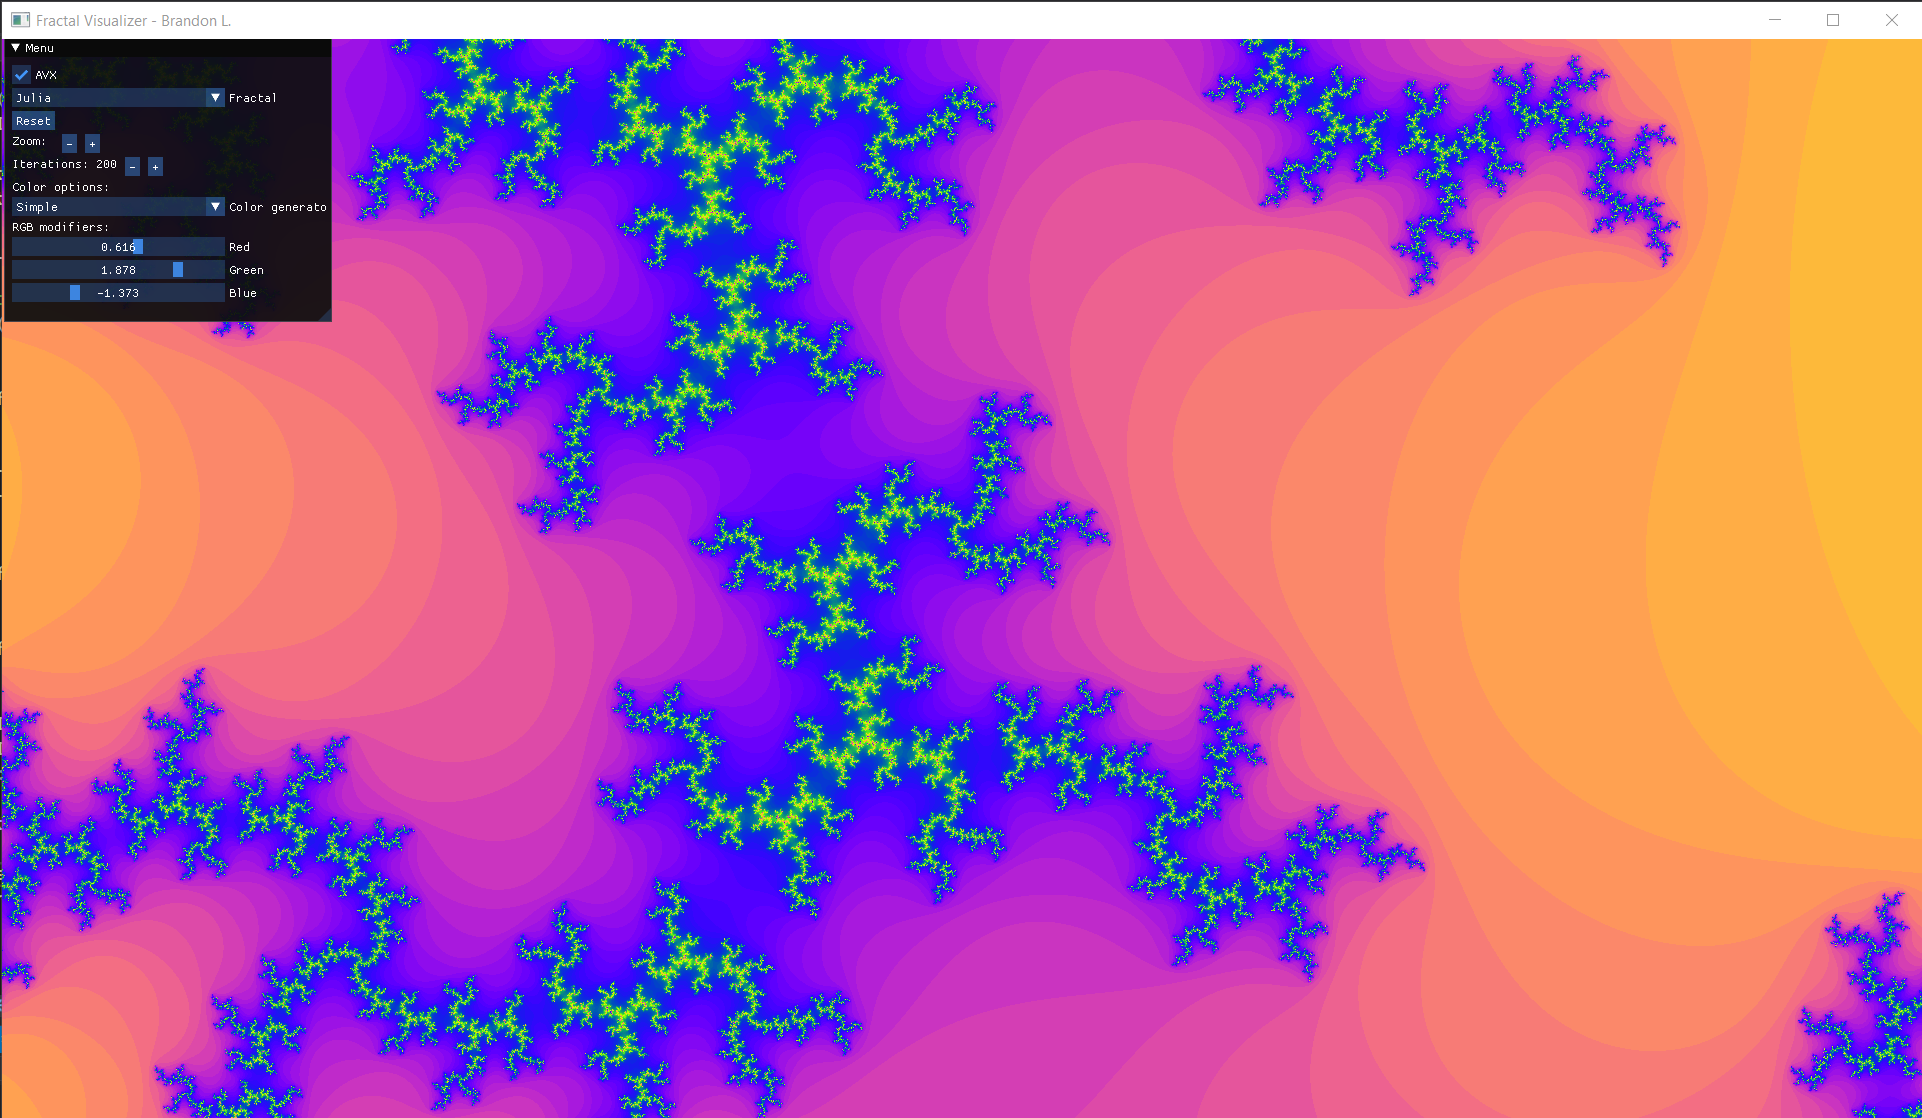 Fractal Visualizer - Brandon L.
Menu
AVX
Julia Fractal
Reset
Zoom: - +
Iterations: 200 - +
Color options:
Simple Color generato
RGB modifiers:
0.616 Red
1.878 Green
-1.373 Blue